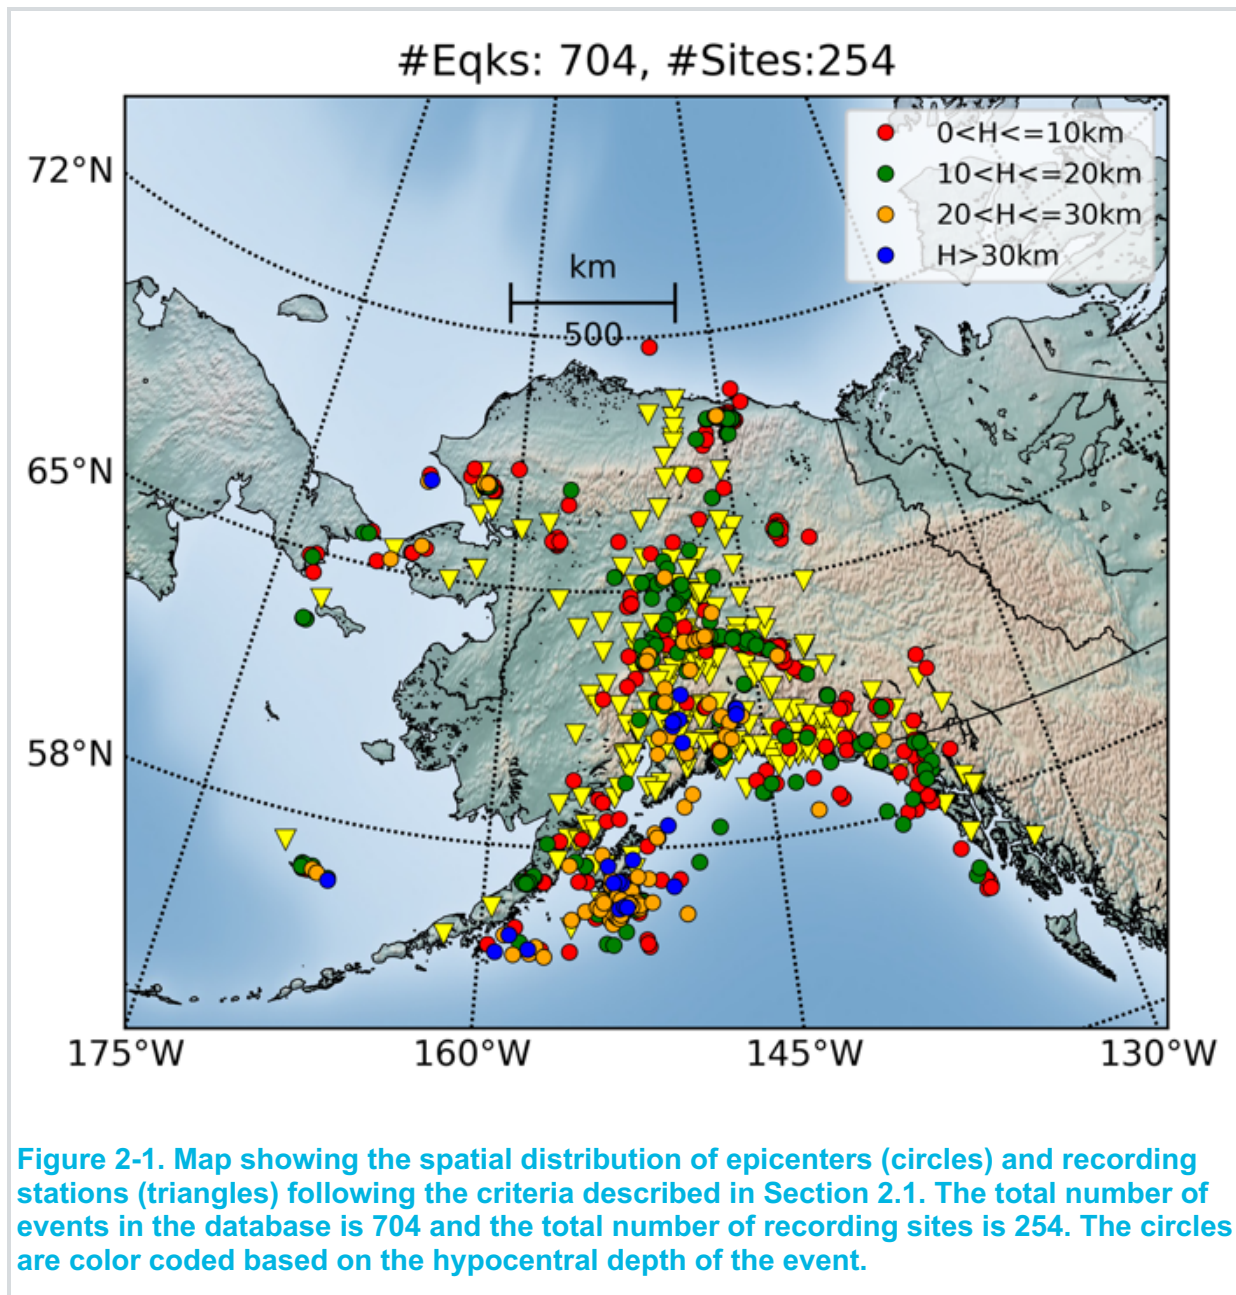 #Eqks: 704, #Sites:254
0<H<=10km
10<H<=20km
20<H<=30km
H>30km
72°N
km
500
65°N
58°N
175°W
160°W
145°W
130°W
Figure 2-1. Map showing the spatial distribution of epicenters (circles) and recording
stations (triangles) following the criteria described in Section 2.1. The total number of
events in the database is 704 and the total number of recording sites is 254. The circles
are color coded based on the hypocentral depth of the event.